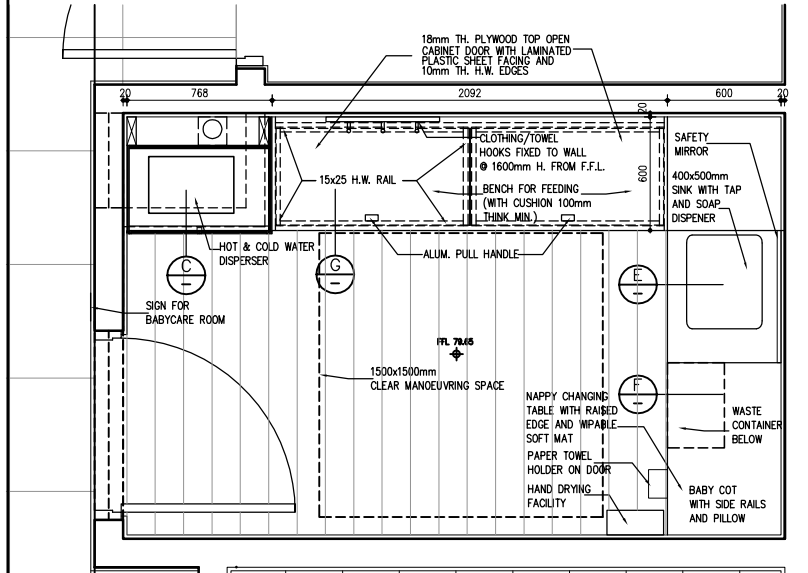 18mm TH. PLYWOOD TOP OPEN
CABINET DOOR WITH LAMINATED
PLASTIC SHEET FACING AND
10mm TH. H.W. EDGES
20
768
2092
600
20
20
CLOTHING/TOWEL
HOOKS FIXED TO WALL
@ 1600mm H. FROM F.F.L.
600
SAFETY
MIRROR
15x25 H.W. RAIL
BENCH FOR FEEDING
(WITH CUSHION 100mm
THINK MIN.)
400x500mm
SINK WITH TAP
AND SOAP
DISPENER
HOT & COLD WATER
DISPERSER
ALUM. PULL HANDLE
C
–
G
–
E
–
SIGN FOR
BABYCARE ROOM
FFL 79.65
1500x1500mm
CLEAR MANOEUVRING SPACE
F
–
NAPPY CHANGING
TABLE WITH RAISED
EDGE AND WIPABLE
SOFT MAT
WASTE
CONTAINER
BELOW
PAPER TOWEL
HOLDER ON DOOR
HAND DRYING
FACILITY
BABY COT
WITH SIDE RAILS
AND PILLOW